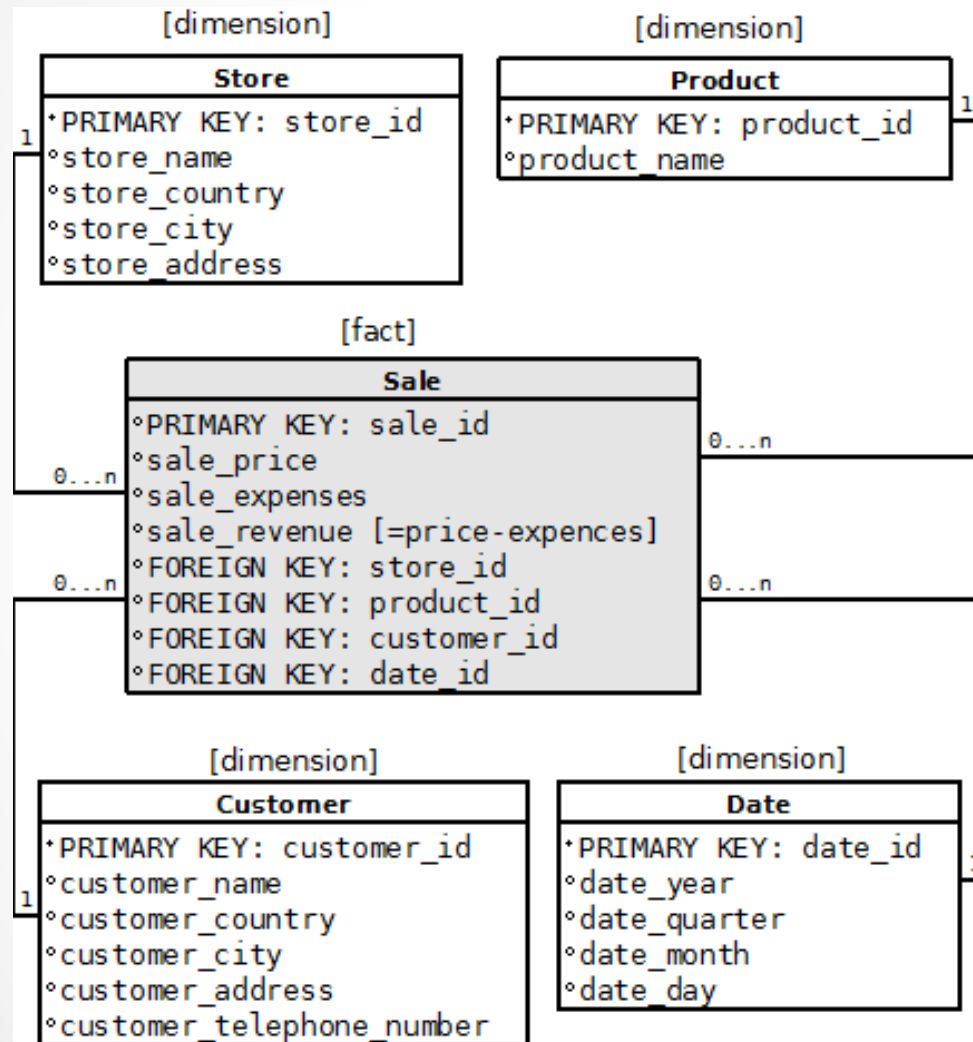 [dimension]
Store
PRIMARY KEY: store_id
store_name
store_country
store_city
store_address
[dimension]
Product
PRIMARY KEY: product_id
product_name
1
1
[fact]
Sale
PRIMARY KEY: sale_id
sale_price
sale_expenses
sale_revenue [=price-expences]
FOREIGN KEY: store_id
FOREIGN KEY: product_id
FOREIGN KEY: customer_id
FOREIGN KEY: date_id
0...n
0...n
0...n
0...n
[dimension]
Customer
PRIMARY KEY: customer_id
customer_name
customer_country
customer_city
customer_address
customer_telephone_number
1
[dimension]
Date
PRIMARY KEY: date_id
date_year
date_quarter
date_month
date_day